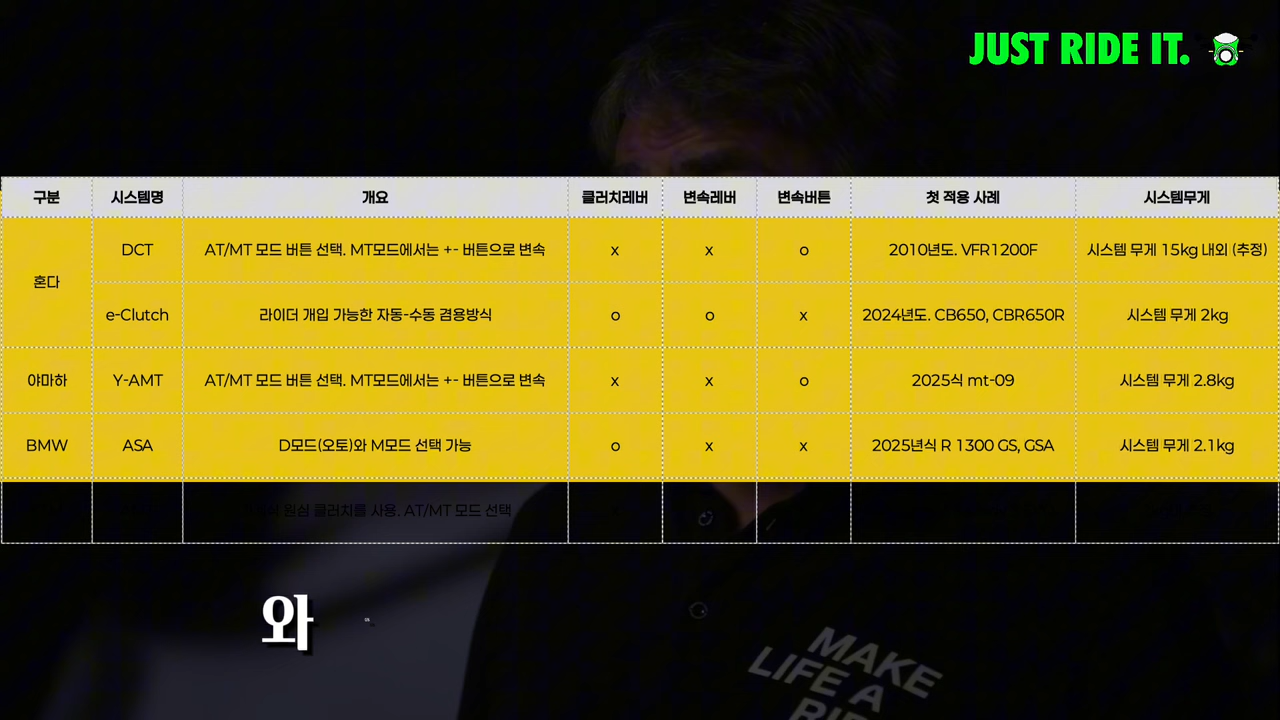 JUST RIDE IT.
구분 시스템명 개요 클러치레버 변속레버 변속버튼 첫 적용 사례 시스템무게
혼다 DCT AT/MT 모드 버튼 선택. MT모드에서는 +- 버튼으로 변속 x x o 2010년도. VFR1200F 시스템 무게 15kg 내외 (추정)
e-Clutch 라이더 개입 가능한 자동-수동 겸용방식 o o x 2024년도. CB650, CBR650R 시스템 무게 2kg
야마하 Y-AMT AT/MT 모드 버튼 선택. MT모드에서는 +- 버튼으로 변속 x x o 2025식 mt-09 시스템 무게 2.8kg
BMW ASA D모드(오토)와 M모드 선택 가능 o x x 2025년식 R 1300 GS, GSA 시스템 무게 2.1kg
원심 클러치를 사용. AT/MT 모드 선택
와
MAKE
LIFE A